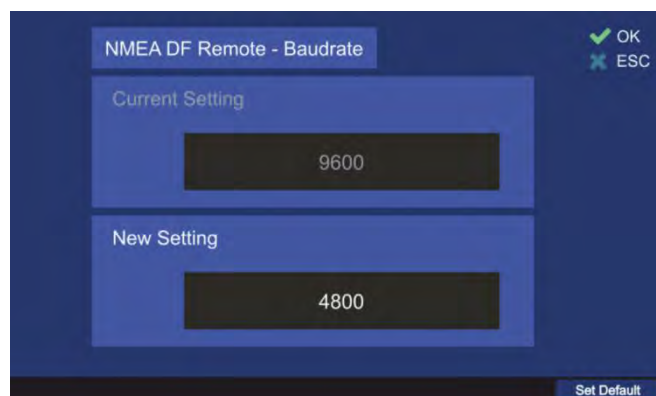 NMEA DF Remote - Baudrate
OK
ESC
Current Setting
9600
New Setting
4800
Set Default